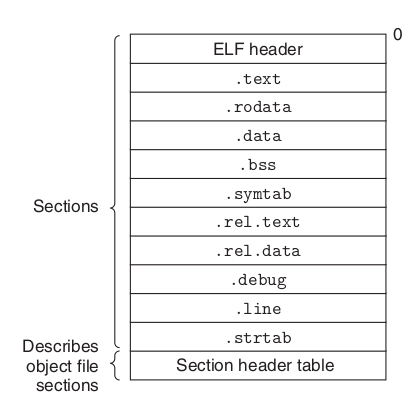 0
ELF header
.text
.rodata
.data
.bss
.symtab
.rel.text
.rel.data
.debug
.line
.strtab
Section header table
Sections
Describes
object file
sections